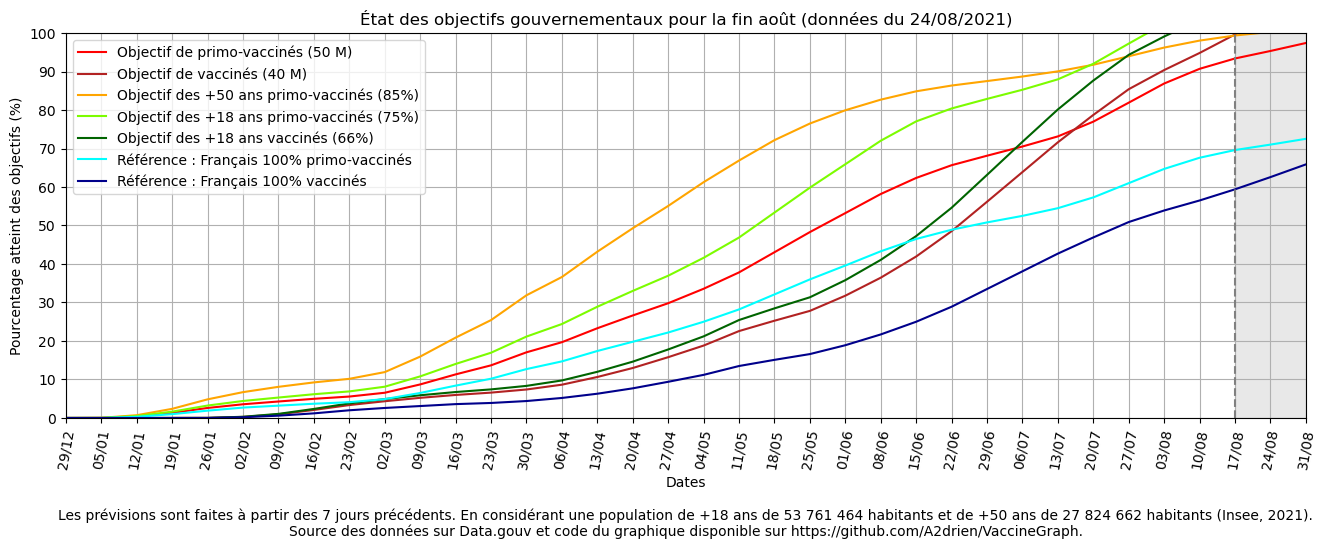 État des objectifs gouvernementaux pour la fin août (données du 24/08/2021)
Pourcentage atteint des objectifs (%)
100
90
80
70
60
50
40
30
20
10
0
Objectif de primo-vaccinés (50 M)
Objectif de vaccinés (40 M)
Objectif des +50 ans primo-vaccinés (85%)
Objectif des +18 ans primo-vaccinés (75%)
Objectif des +18 ans vaccinés (66%)
Référence : Français 100% primo-vaccinés
Référence : Français 100% vaccinés
29/12 05/01 12/01 19/01 26/01 02/02 09/02 16/02 23/02 02/03 09/03 16/03 23/03 30/03 06/04 13/04 20/04 27/04 04/05 11/05 18/05 25/05 01/06 08/06 15/06 22/06 29/06 06/07 13/07 20/07 27/07 03/08 10/08 17/08 24/08 31/08
Dates
Les prévisions sont faites à partir des 7 jours précédents. En considérant une population de +18 ans de 53 761 464 habitants et de +50 ans de 27 824 662 habitants (Insee, 2021).
Source des données sur Data.gouv et code du graphique disponible sur https://github.com/A2drien/VaccineGraph.